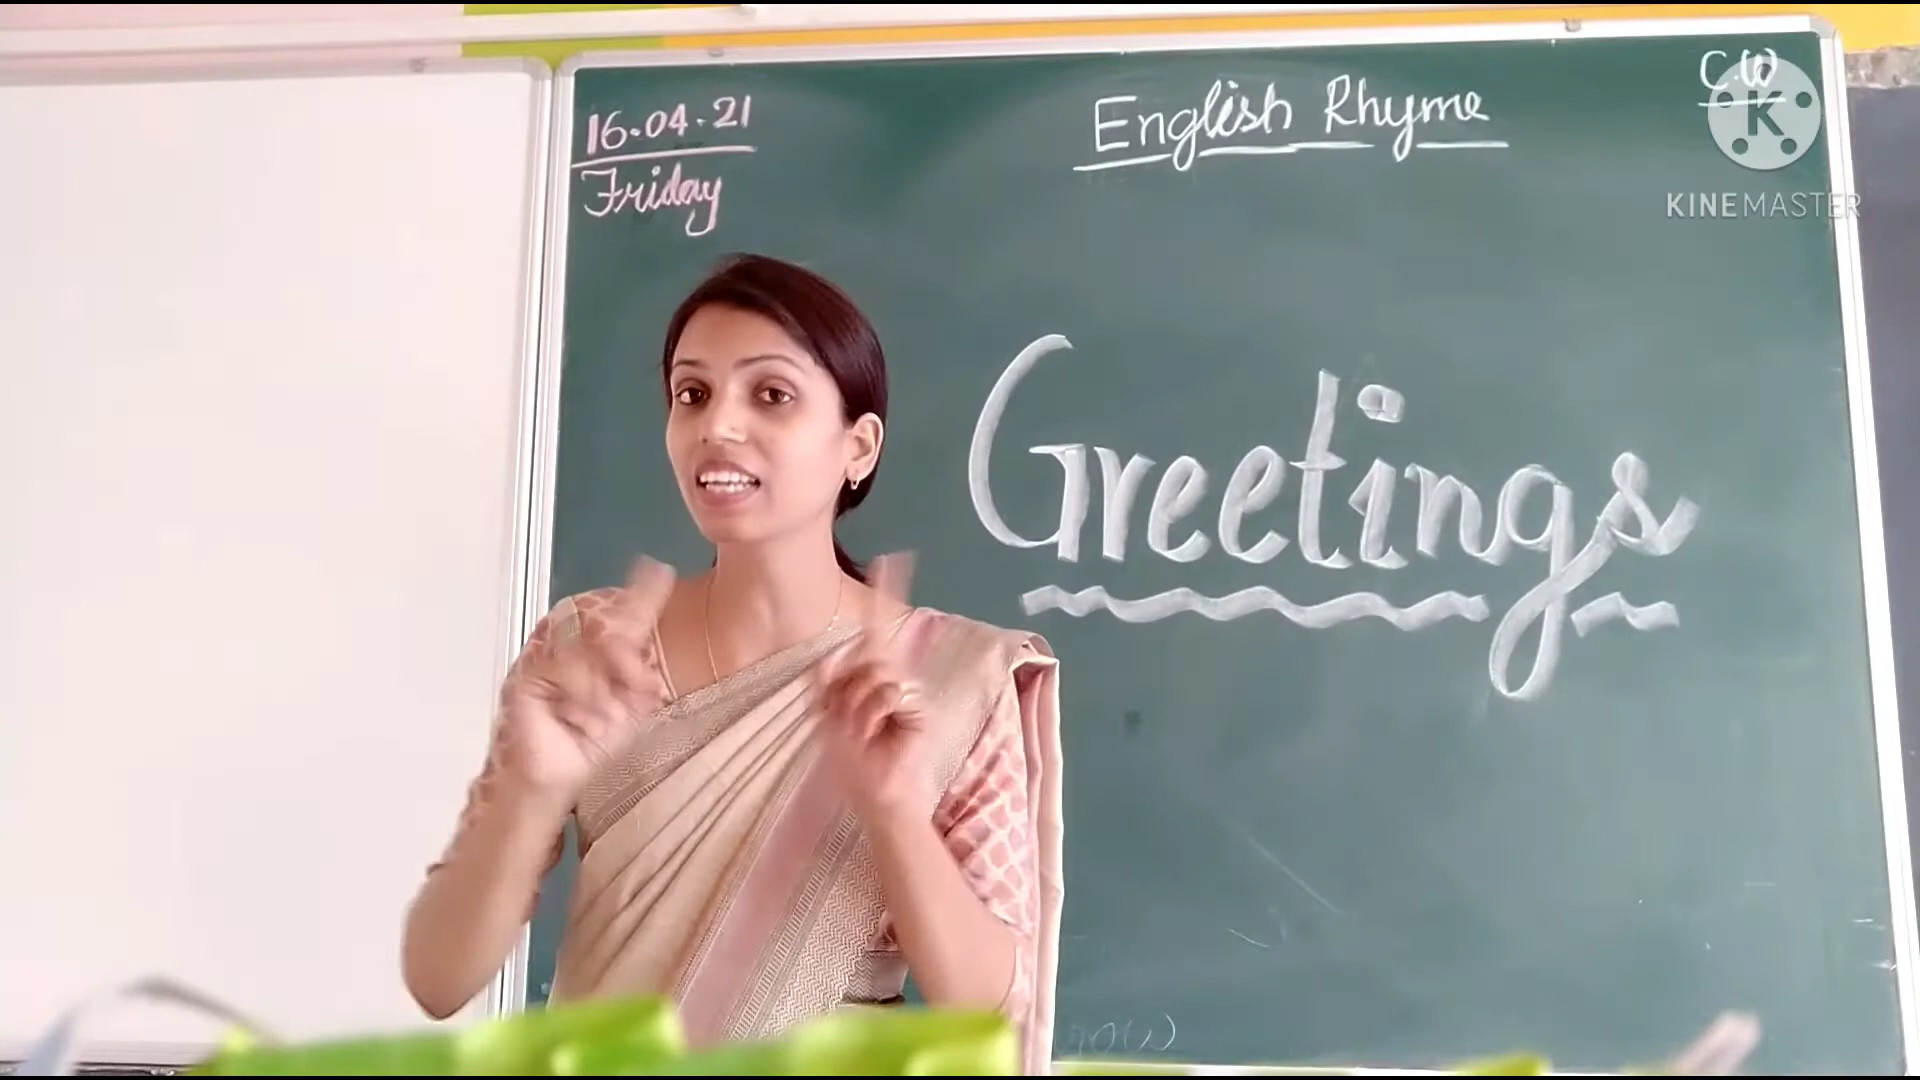 16.04.21
Friday
English Rhyme
C.W
K
KINEMASTER
Greetings